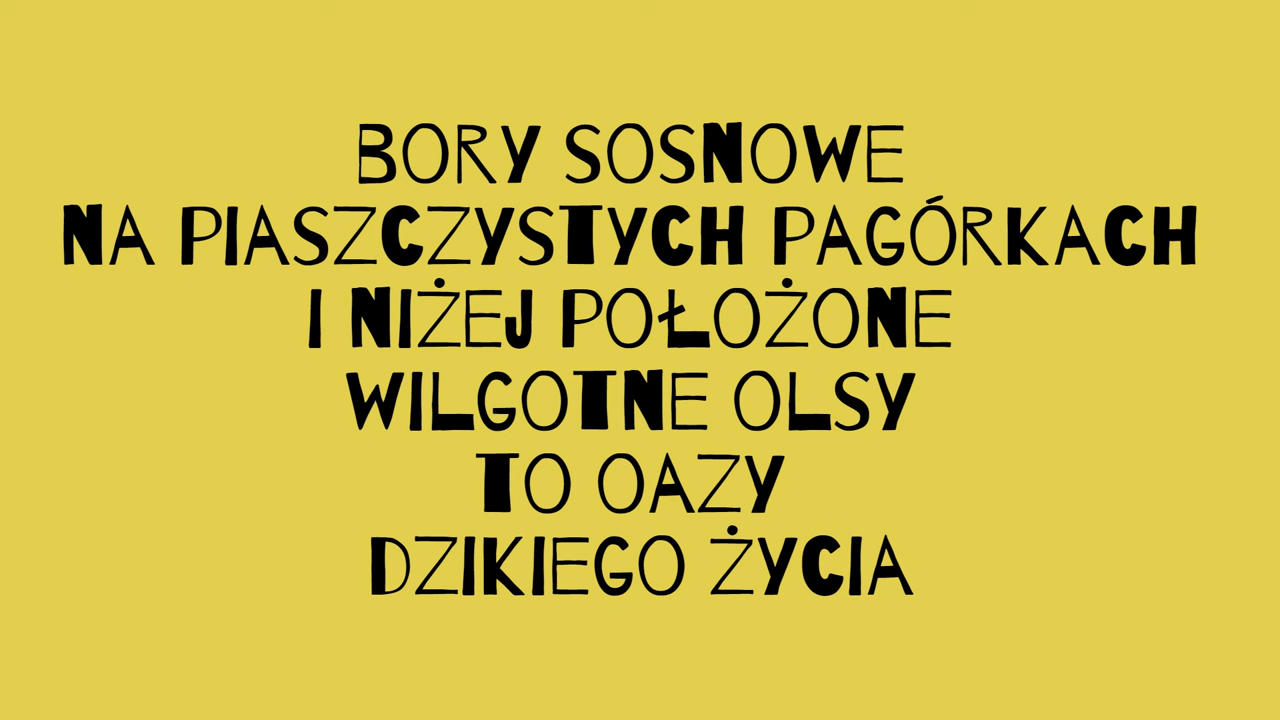 BORY SOSNOWE
NA PIASZCZYSTYCH PAGÓRKACH
I NIŻEJ POŁOŻONE
WILGOTNE OLSY
TO OAZY
DZIKIEGO ŻYCIA